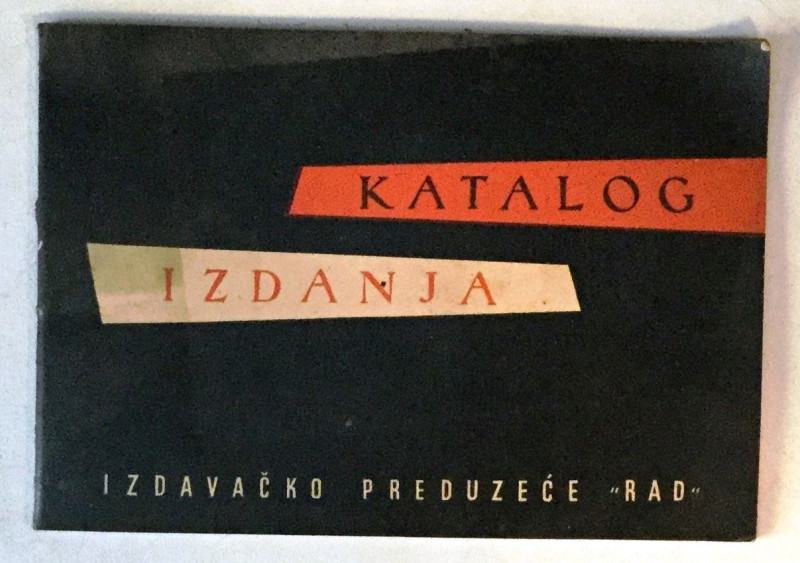 KATALOG
IZDANJA
IZDAVAČKO PREDUZEĆE "RAD"